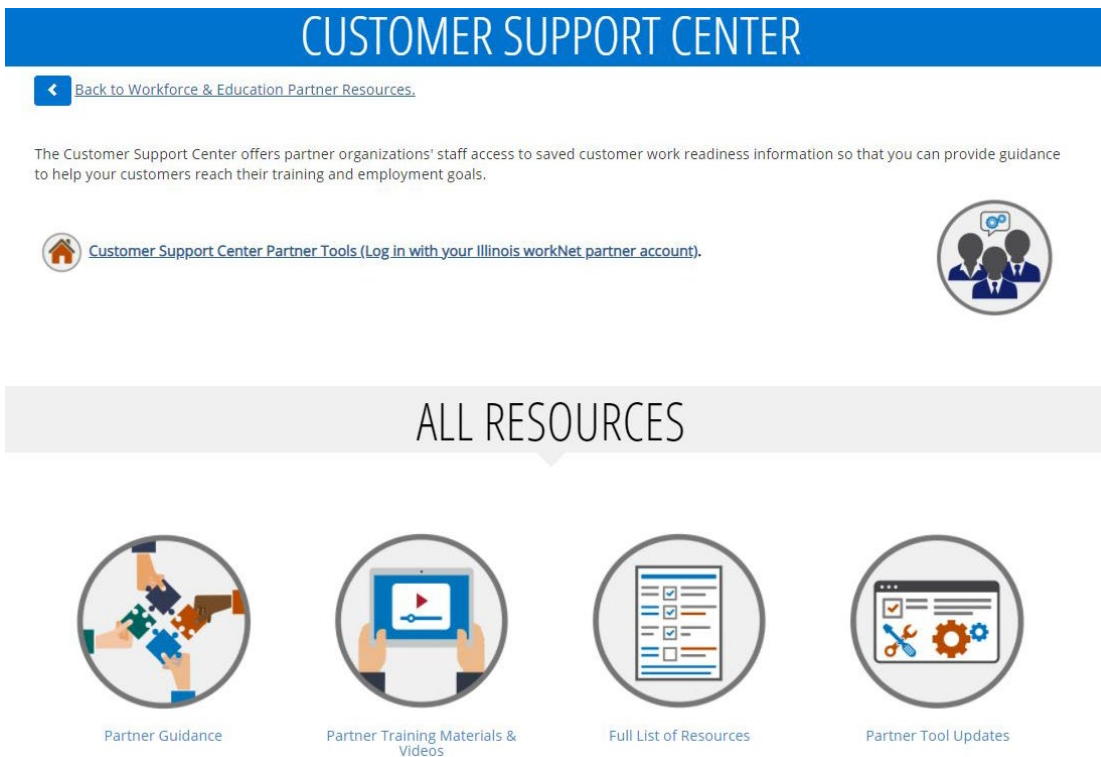 CUSTOMER SUPPORT CENTER
Back to Workforce & Education Partner Resources.
The Customer Support Center offers partner organizations' staff access to saved customer work readiness information so that you can provide guidance
to help your customers reach their training and employment goals.
Customer Support Center Partner Tools (Log in with your Illinois workNet partner account).
ALL RESOURCES
Partner Guidance
Partner Training Materials &
Videos
Full List of Resources
Partner Tool Updates